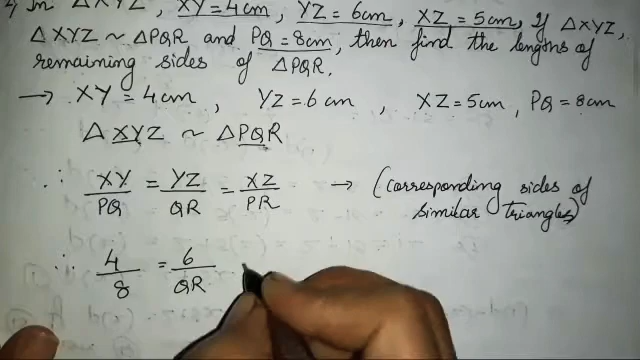 In ΔXYZ, XY = 4cm, YZ = 6cm, XZ = 5cm, If ΔXYZ,
ΔXYZ ~ ΔPQR and PQ = 8cm, then find the lengths of
remaining sides of ΔPQR.
→ XY = 4cm , YZ = 6cm , XZ = 5cm , PQ = 8cm
ΔXYZ ~ ΔPQR
∴ XY/PQ = YZ/QR = XZ/PR → (corresponding sides of
similar triangles)
∴ 4/8 = 6/QR